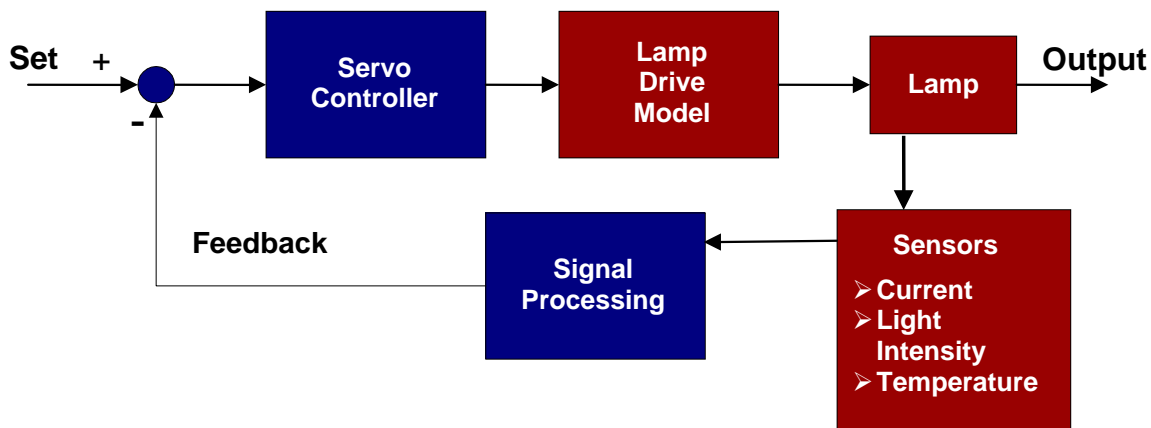 Set
+
-
Servo
Controller
Lamp
Drive
Model
Lamp
Output
Feedback
Signal
Processing
Sensors
➢ Current
➢ Light
Intensity
➢ Temperature